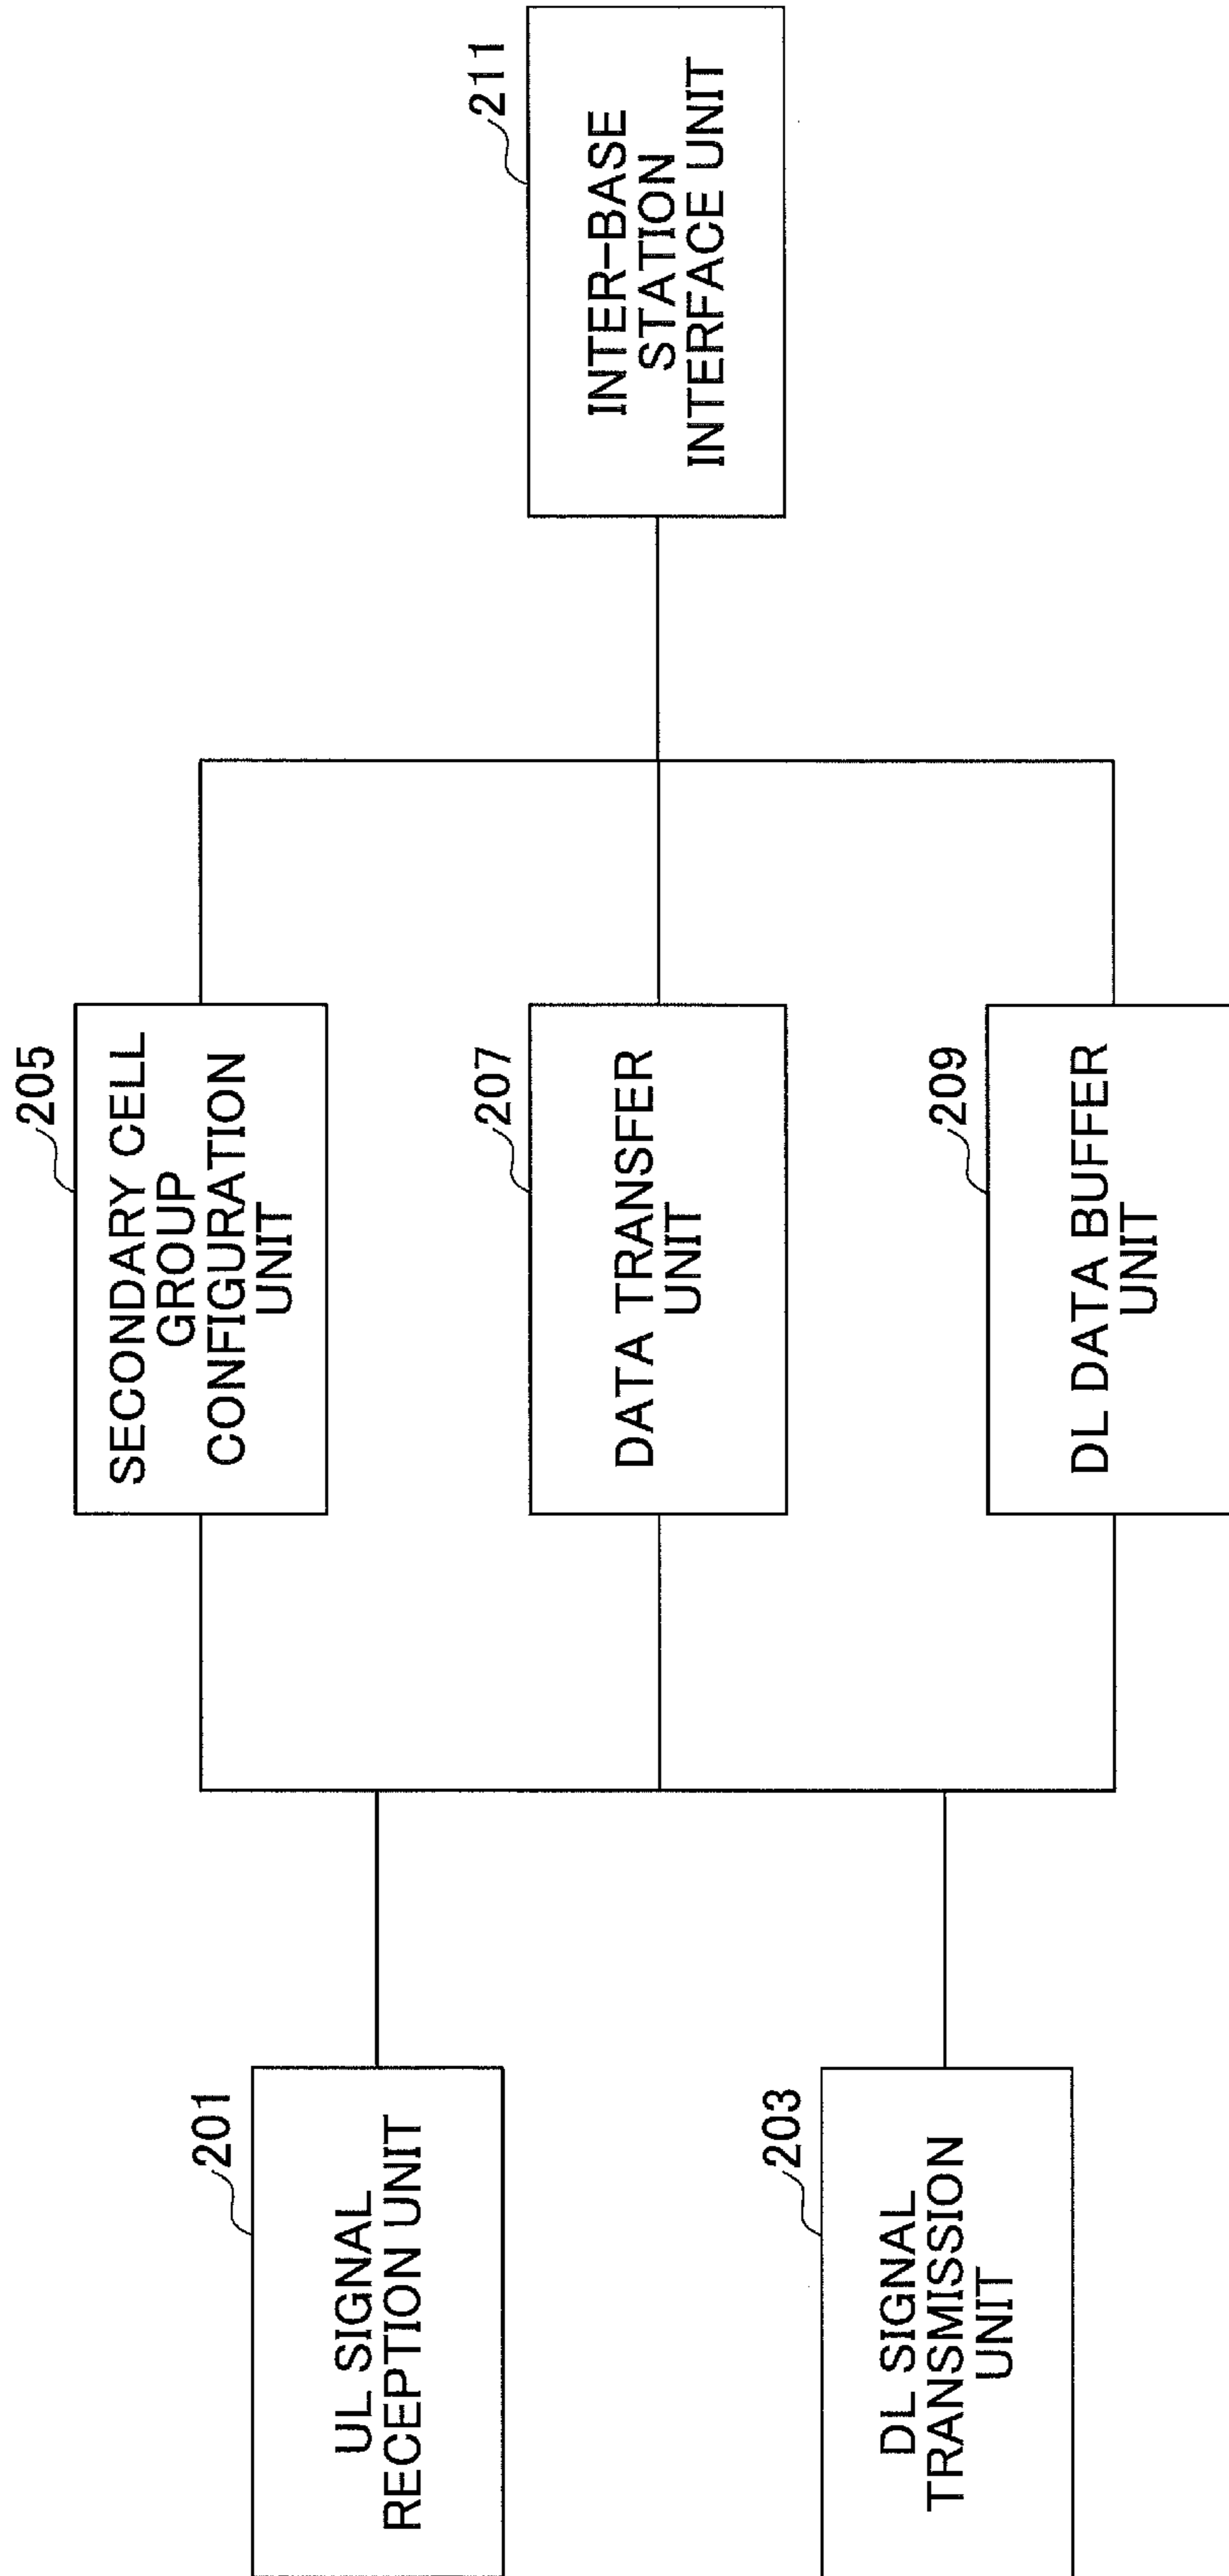 201
UL SIGNAL
RECEPTION UNIT
203
DL SIGNAL
TRANSMISSION
UNIT
205
SECONDARY CELL
GROUP
CONFIGURATION
UNIT
207
DATA TRANSFER
UNIT
209
DL DATA BUFFER
UNIT
211
INTER-BASE
STATION
INTERFACE UNIT